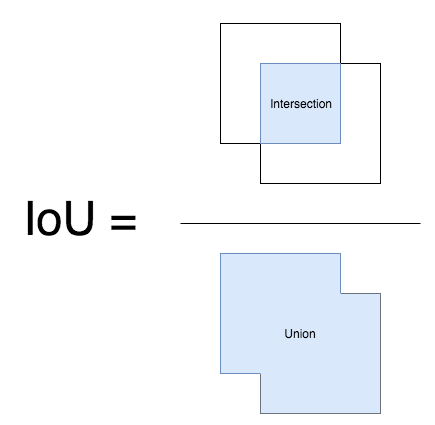 Intersection
IoU =
Union